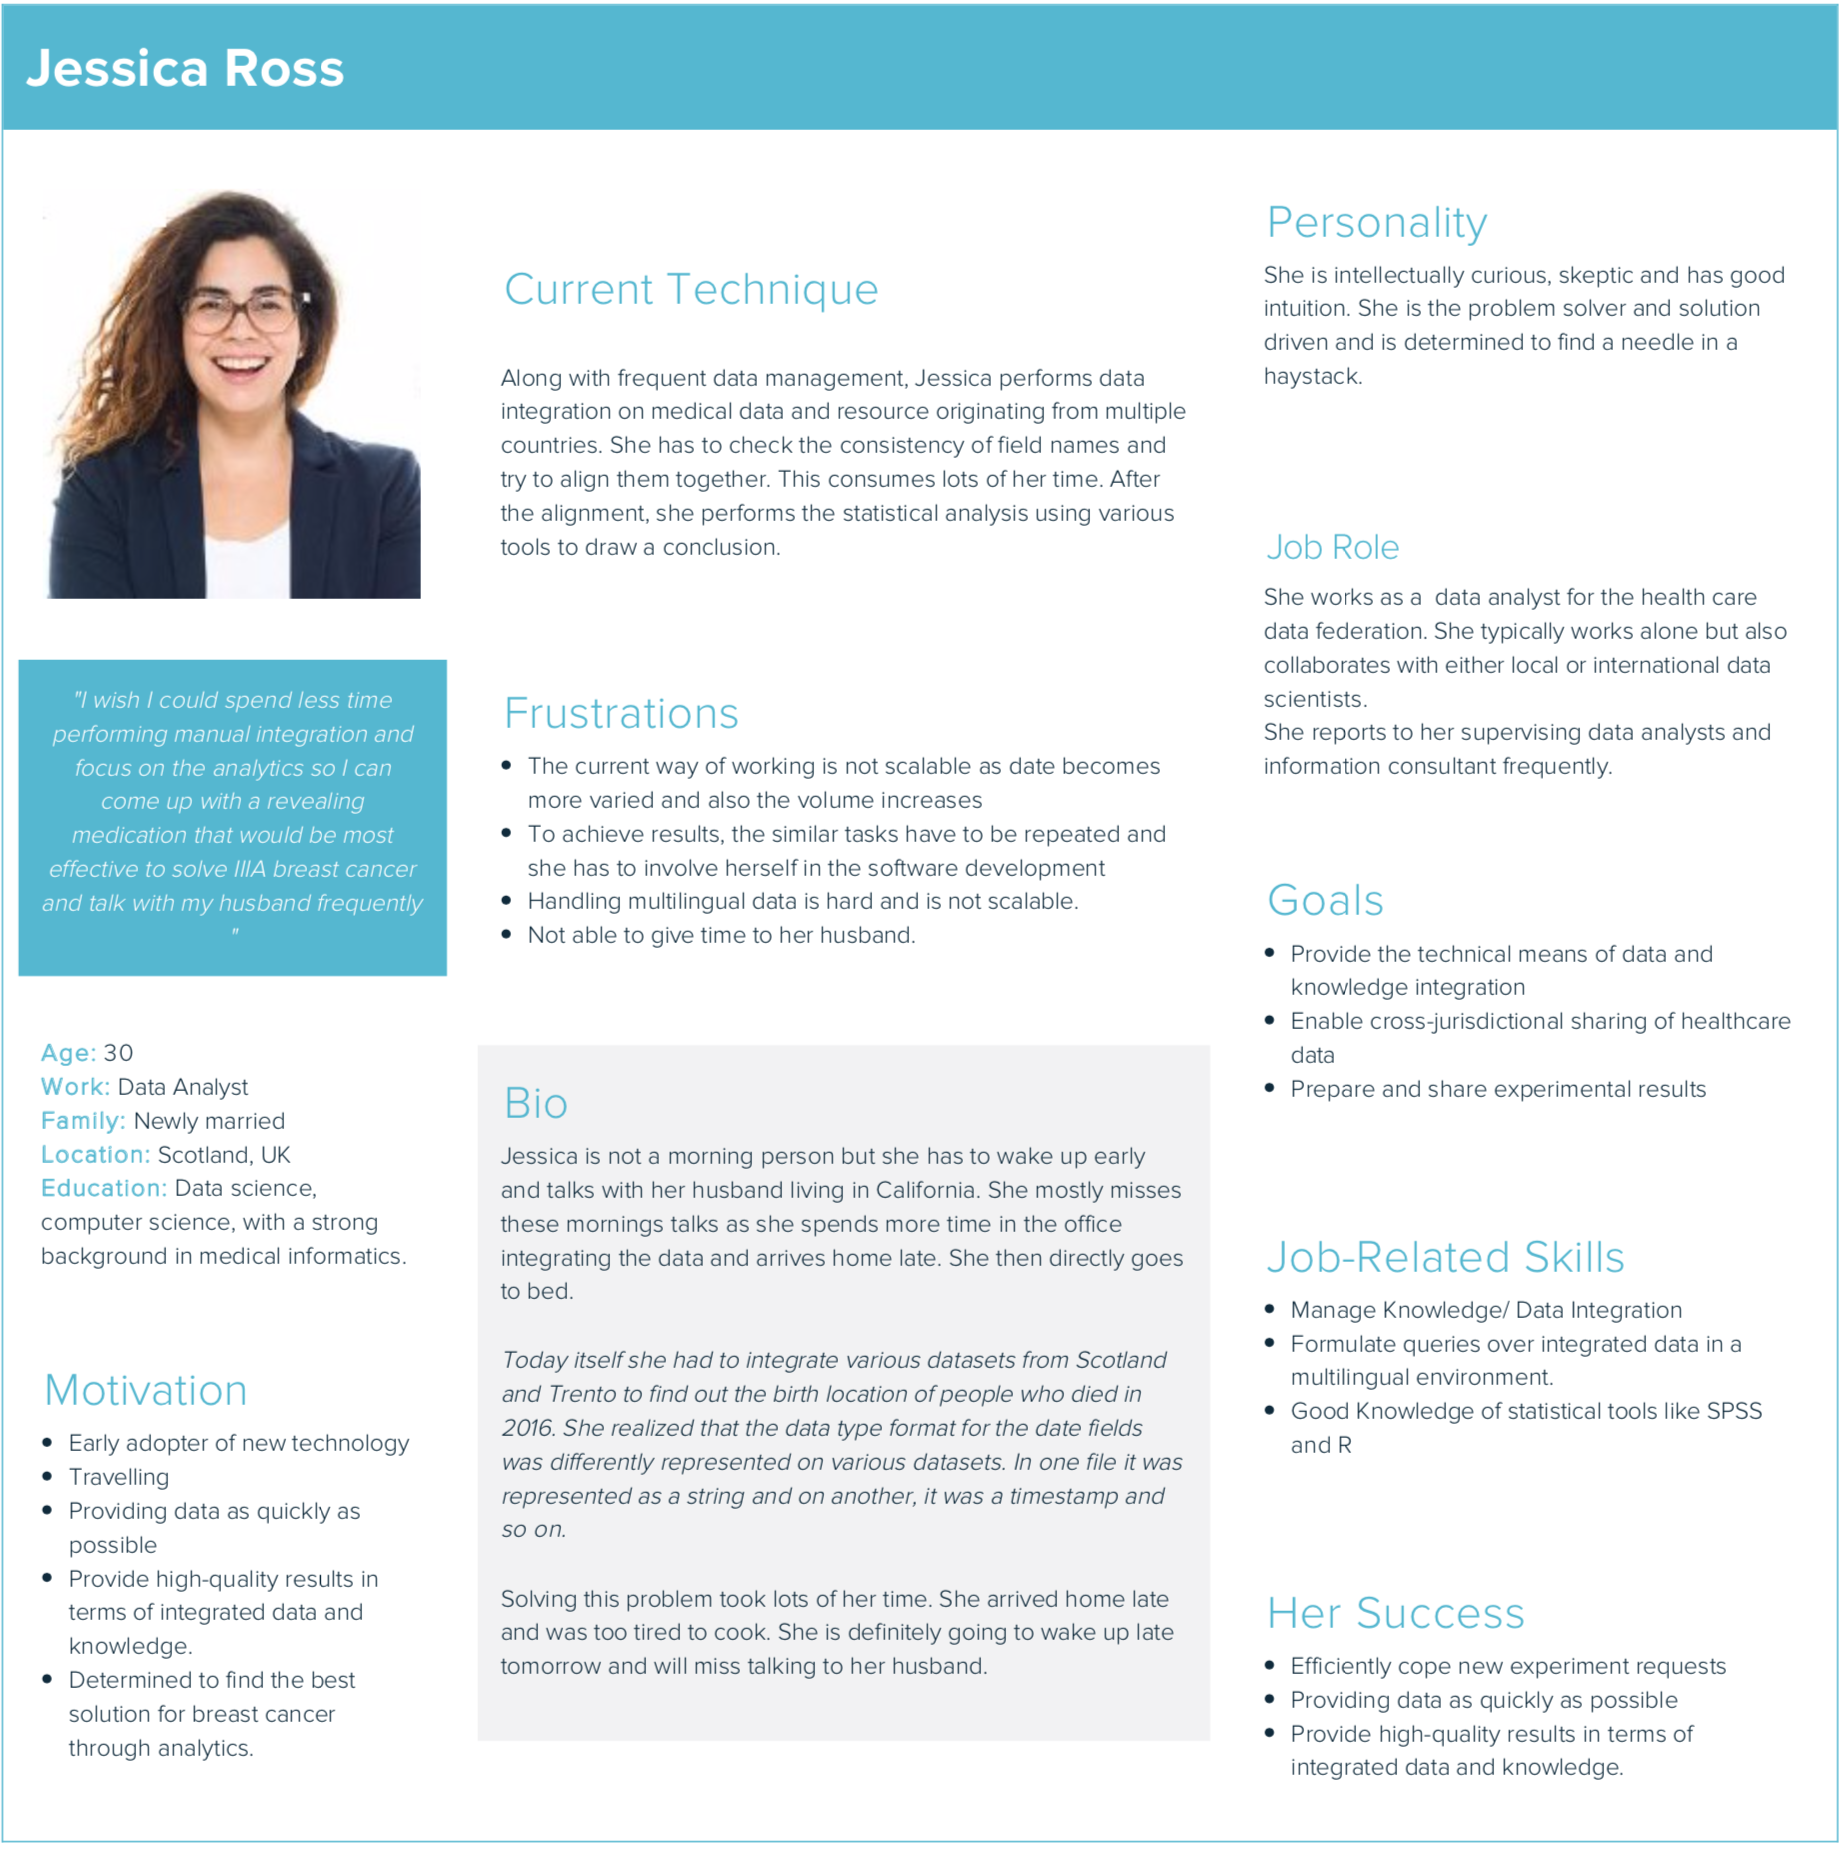 Jessica Ross
"I wish I could spend less time
performing manual integration and
focus on the analytics so I can
come up with a revealing
medication that would be most
effective to solve IIIA breast cancer
and talk with my husband frequently
"
Age: 30
Work: Data Analyst
Family: Newly married
Location: Scotland, UK
Education: Data science,
computer science, with a strong
background in medical informatics.
Motivation
• Early adopter of new technology
• Travelling
• Providing data as quickly as
possible
• Provide high-quality results in
terms of integrated data and
knowledge.
• Determined to find the best
solution for breast cancer
through analytics.
Current Technique
Along with frequent data management, Jessica performs data
integration on medical data and resource originating from multiple
countries. She has to check the consistency of field names and
try to align them together. This consumes lots of her time. After
the alignment, she performs the statistical analysis using various
tools to draw a conclusion.
Frustrations
• The current way of working is not scalable as date becomes
more varied and also the volume increases
• To achieve results, the similar tasks have to be repeated and
she has to involve herself in the software development
• Handling multilingual data is hard and is not scalable.
• Not able to give time to her husband.
Bio
Jessica is not a morning person but she has to wake up early
and talks with her husband living in California. She mostly misses
these mornings talks as she spends more time in the office
integrating the data and arrives home late. She then directly goes
to bed.
Today itself she had to integrate various datasets from Scotland
and Trento to find out the birth location of people who died in
2016. She realized that the data type format for the date fields
was differently represented on various datasets. In one file it was
represented as a string and on another, it was a timestamp and
so on.
Solving this problem took lots of her time. She arrived home late
and was too tired to cook. She is definitely going to wake up late
tomorrow and will miss talking to her husband.
Personality
She is intellectually curious, skeptic and has good
intuition. She is the problem solver and solution
driven and is determined to find a needle in a
haystack.
Job Role
She works as a  data analyst for the health care
data federation. She typically works alone but also
collaborates with either local or international data
scientists.
She reports to her supervising data analysts and
information consultant frequently.
Goals
• Provide the technical means of data and
knowledge integration
• Enable cross-jurisdictional sharing of healthcare
data
• Prepare and share experimental results
Job-Related Skills
• Manage Knowledge/ Data Integration
• Formulate queries over integrated data in a
multilingual environment.
• Good Knowledge of statistical tools like SPSS
and R
Her Success
• Efficiently cope new experiment requests
• Providing data as quickly as possible
• Provide high-quality results in terms of
integrated data and knowledge.